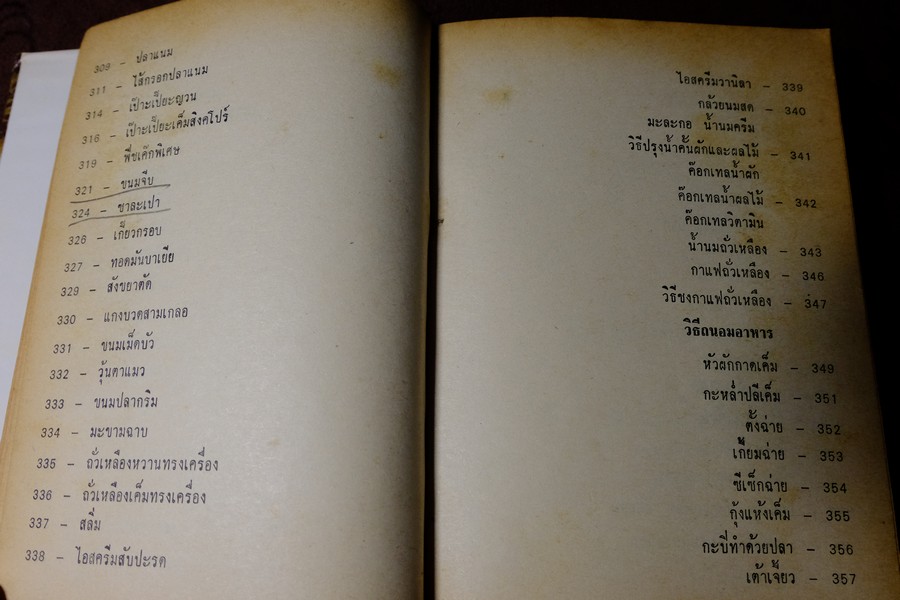 309 – ปลาแนม
311 – ไส้กรอกปลาแนม
314 – เปาะเปี๊ยะญวน
316 – เปาะเปี๊ยะเค็มสิงคโปร์
319 – พืชเค๊กพิเศษ
321 – ขนมจีบ
324 – ซาละเปา
326 – เกี๊ยวกรอบ
327 – ทอดมันบาเยีย
329 – สังขยาตัด
330 – แกงบวดสามเกลอ
331 – ขนมเม็ดบัว
332 – วุ้นตาแมว
333 – ขนมปลากริม
334 – มะขามฉาบ
335 – ถั่วเหลืองหวานทรงเครื่อง
336 – ถั่วเหลืองเค็มทรงเครื่อง
337 – สลิ่ม
338 – ไอสครีมสับปะรด
ไอสครีมวานิลา – 339
กล้วยนมสด – 340
มะละกอ น้ำนมครีม
วิธีปรุงน้ำคั้นผักและผลไม้ – 341
ค๊อกเทลน้ำผัก
ค๊อกเทลน้ำผลไม้ – 342
ค๊อกเทลวิตามิน
น้ำนมถั่วเหลือง – 343
กาแฟถั่วเหลือง – 346
วิธีชงกาแฟถั่วเหลือง – 347
วิธีถนอมอาหาร
หัวผักกาดเค็ม – 349
กะหล่ำปลีเค็ม – 351
ตั้งฉ่าย – 352
เกี้ยมฉ่าย – 353
ซีเซ็กฉ่าย – 354
กุ้งแห้งเค็ม – 355
กะปิทำด้วยปลา – 356
เต้าเจี้ยว – 357